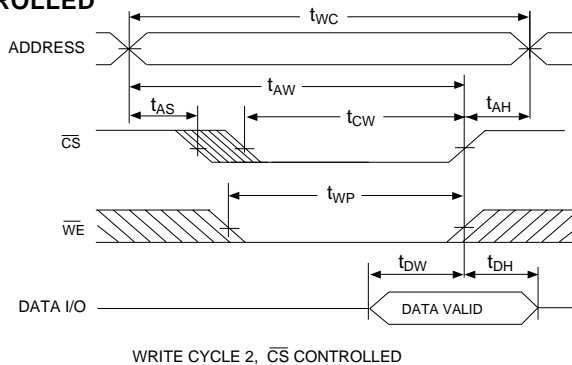 ROLLED
tWC
ADDRESS
tAW
tAS
tCW
tAH
CS
tWP
WE
tDW
tDH
DATA I/O
DATA VALID
WRITE CYCLE 2, CS CONTROLLED